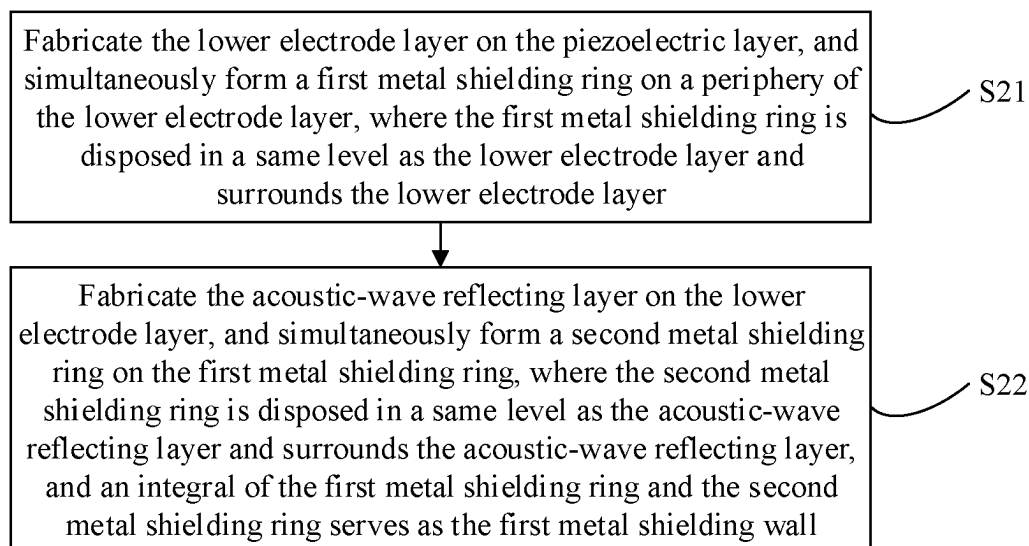 Fabricate the lower electrode layer on the piezoelectric layer, and
simultaneously form a first metal shielding ring on a periphery of
the lower electrode layer, where the first metal shielding ring is
disposed in a same level as the lower electrode layer and
surrounds the lower electrode layer
S21
Fabricate the acoustic-wave reflecting layer on the lower
electrode layer, and simultaneously form a second metal shielding
ring on the first metal shielding ring, where the second metal
shielding ring is disposed in a same level as the acoustic-wave
reflecting layer and surrounds the acoustic-wave reflecting layer,
and an integral of the first metal shielding ring and the second
metal shielding ring serves as the first metal shielding wall
S22